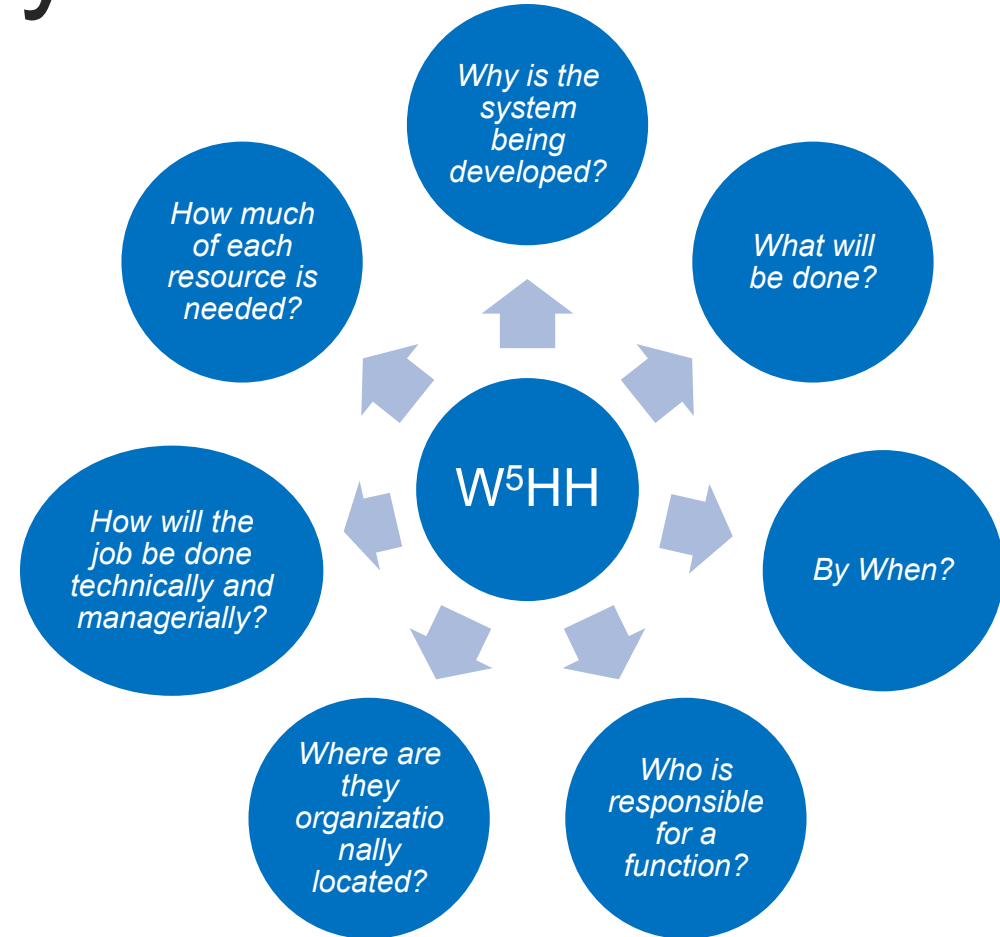 y
Why is the
system
being
developed?
What will
be done?
By When?
Who is
responsible
for a
function?
Where are
they
organizatio
nally
located?
How will the
job be done
technically and
managerially?
How much
of each
resource is
needed?
W⁵HH